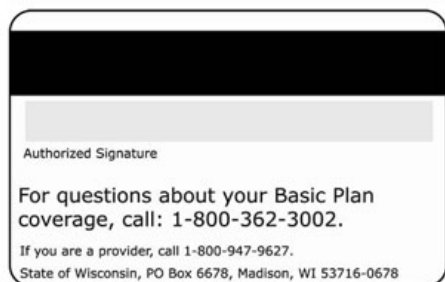 Authorized Signature
For questions about your Basic Plan
coverage, call: 1-800-362-3002.
If you are a provider, call 1-800-947-9627.
State of Wisconsin, PO Box 6678, Madison, WI 53716-0678